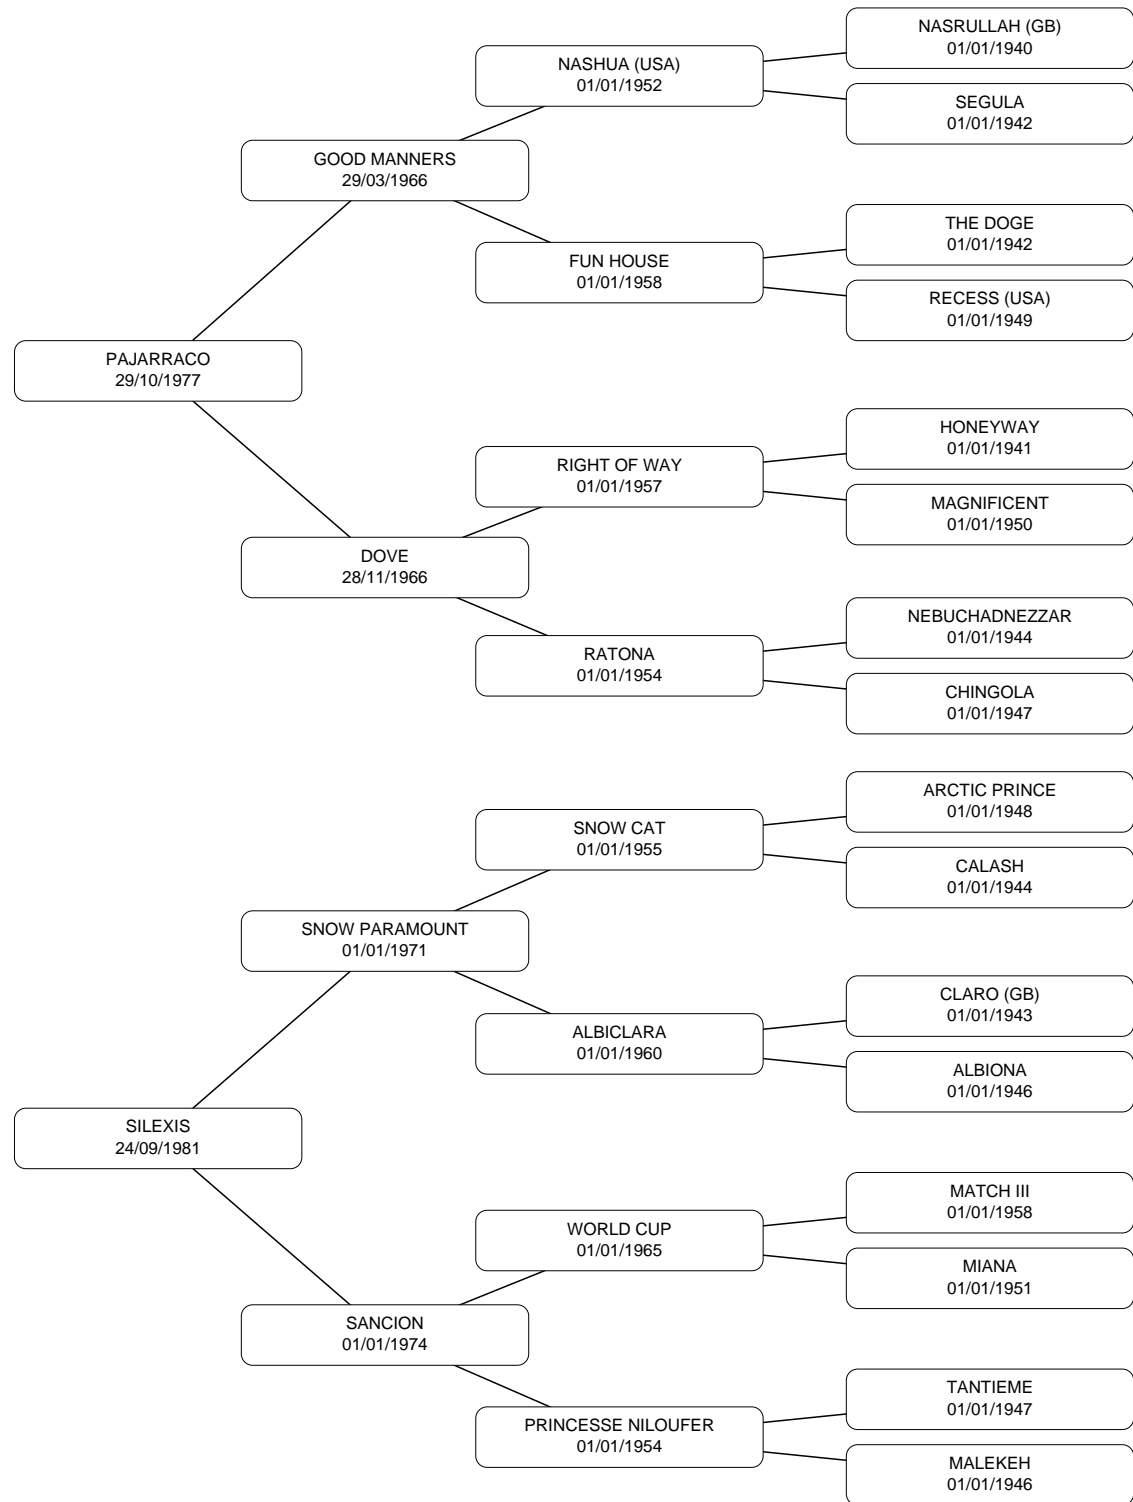 NASRULLAH (GB)
01/01/1940
NASHUA (USA)
01/01/1952
SEGULA
01/01/1942
GOOD MANNERS
29/03/1966
THE DOGE
01/01/1942
FUN HOUSE
01/01/1958
RECESS (USA)
01/01/1949
PAJARRACO
29/10/1977
HONEYWAY
01/01/1941
RIGHT OF WAY
01/01/1957
MAGNIFICENT
01/01/1950
DOVE
28/11/1966
NEBUCHADNEZZAR
01/01/1944
RATONA
01/01/1954
CHINGOLA
01/01/1947
ARCTIC PRINCE
01/01/1948
SNOW CAT
01/01/1955
CALASH
01/01/1944
SNOW PARAMOUNT
01/01/1971
CLARO (GB)
01/01/1943
ALBICLARA
01/01/1960
ALBIONA
01/01/1946
SILEXIS
24/09/1981
MATCH III
01/01/1958
WORLD CUP
01/01/1965
MIANA
01/01/1951
SANCION
01/01/1974
TANTIEME
01/01/1947
PRINCESSE NILOUFER
01/01/1954
MALEKEH
01/01/1946